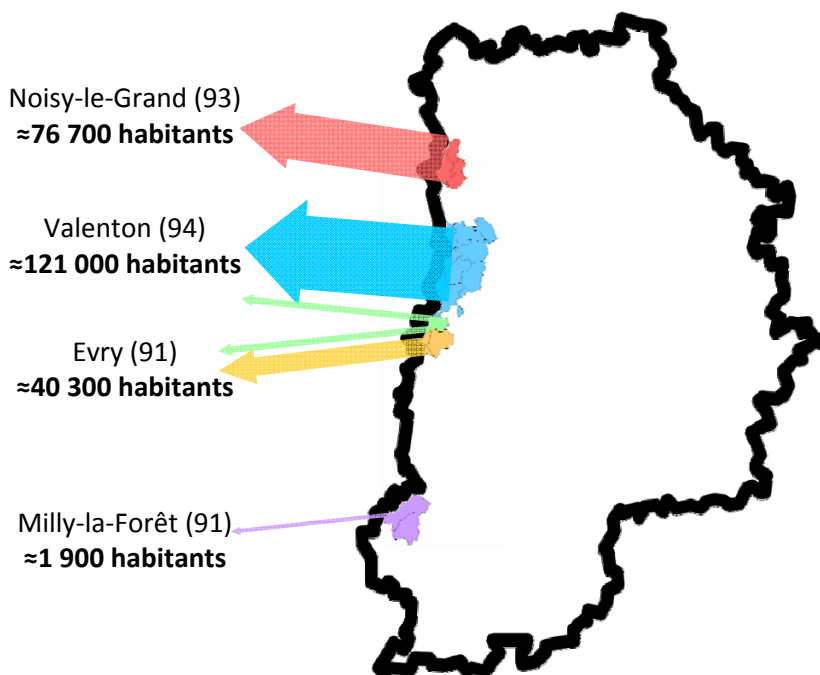 Noisy-le-Grand (93)
≈76 700 habitants
Valenton (94)
≈121 000 habitants
Evry (91)
≈40 300 habitants
Milly-la-Forêt (91)
≈1 900 habitants